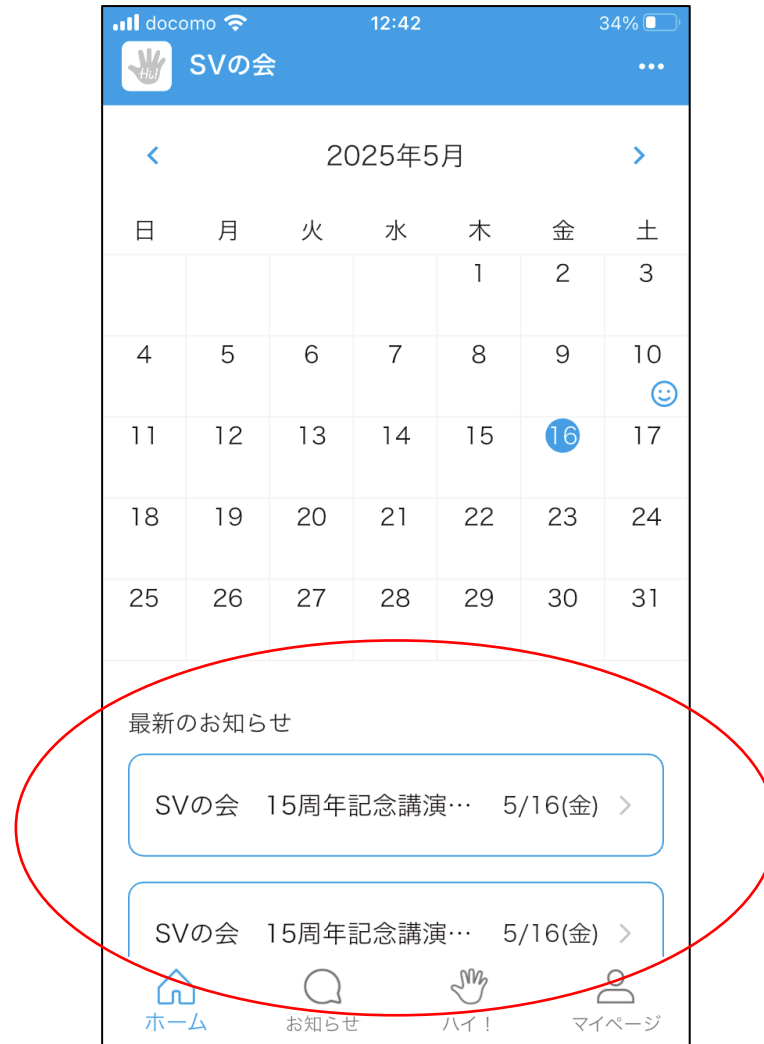 docomo 12:42 34%
Hi! SVの会
2025年5月
日 月 火 水 木 金 土
1 2 3
4 5 6 7 8 9 10
11 12 13 14 15 16 17
18 19 20 21 22 23 24
25 26 27 28 29 30 31
最新のお知らせ
SVの会　15周年記念講演… 5/16(金)
SVの会　15周年記念講演… 5/16(金)
ホーム お知らせ ハイ！ マイページ